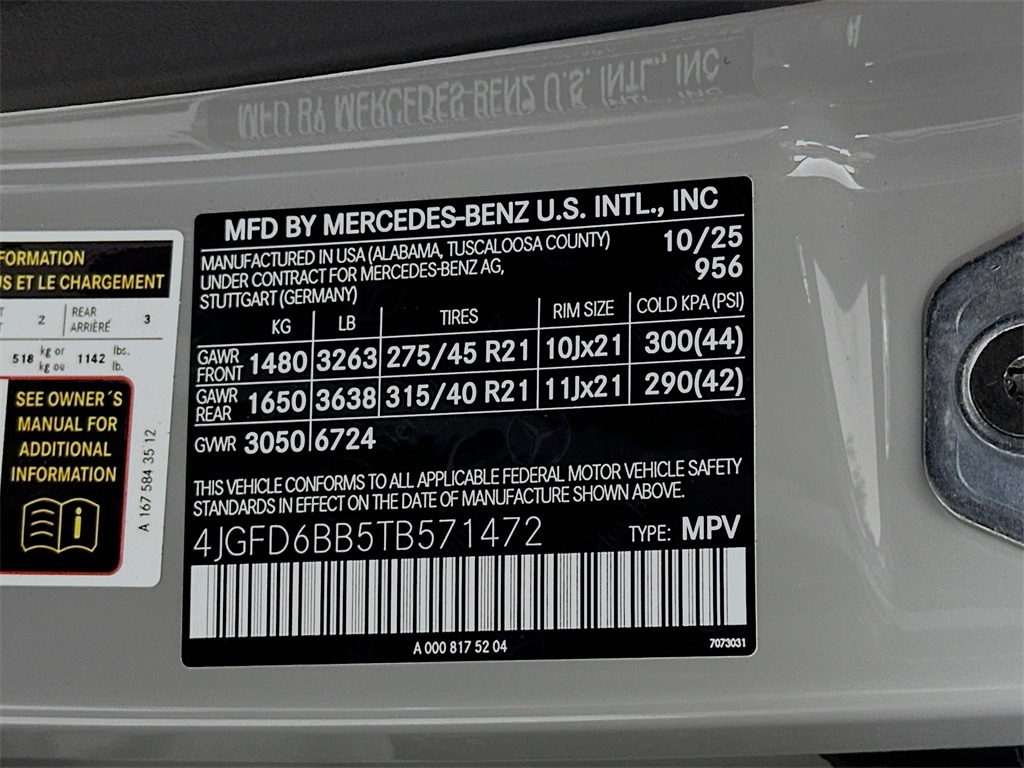 MFD BY MERCEDES-BENZ U.S. INTL., INC
MFD BY MERCEDES-BENZ U.S. INTL., INC
MANUFACTURED IN USA (ALABAMA, TUSCALOOSA COUNTY) 10/25
UNDER CONTRACT FOR MERCEDES-BENZ AG, 956
STUTTGART (GERMANY)
KG LB TIRES RIM SIZE COLD KPA (PSI)
GAWR FRONT 1480 3263 275/45 R21 10Jx21 300(44)
GAWR REAR 1650 3638 315/40 R21 11Jx21 290(42)
GVWR 3050 6724
THIS VEHICLE CONFORMS TO ALL APPLICABLE FEDERAL MOTOR VEHICLE SAFETY
STANDARDS IN EFFECT ON THE DATE OF MANUFACTURE SHOWN ABOVE.
4JGFD6BB5TB571472 TYPE: MPV
A 000 817 52 04 7073031
FORMATION
S ET LE CHARGEMENT
2 REAR ARRIÈRE 3
518 kg or kg ou 1142 lbs. lb.
SEE OWNER´S
MANUAL FOR
ADDITIONAL
INFORMATION
A 167 584 35 12